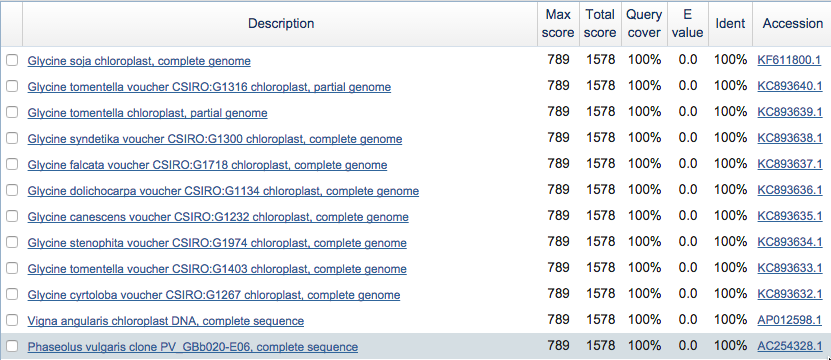 Description Max score Total score Query cover E value Ident Accession
Glycine soja chloroplast, complete genome 789 1578 100% 0.0 100% KF611800.1
Glycine tomentella voucher CSIRO:G1316 chloroplast, partial genome 789 1578 100% 0.0 100% KC893640.1
Glycine tomentella chloroplast, partial genome 789 1578 100% 0.0 100% KC893639.1
Glycine syndetika voucher CSIRO:G1300 chloroplast, complete genome 789 1578 100% 0.0 100% KC893638.1
Glycine falcata voucher CSIRO:G1718 chloroplast, complete genome 789 1578 100% 0.0 100% KC893637.1
Glycine dolichocarpa voucher CSIRO:G1134 chloroplast, complete genome 789 1578 100% 0.0 100% KC893636.1
Glycine canescens voucher CSIRO:G1232 chloroplast, complete genome 789 1578 100% 0.0 100% KC893635.1
Glycine stenophita voucher CSIRO:G1974 chloroplast, complete genome 789 1578 100% 0.0 100% KC893634.1
Glycine tomentella voucher CSIRO:G1403 chloroplast, complete genome 789 1578 100% 0.0 100% KC893633.1
Glycine cyrtoloba voucher CSIRO:G1267 chloroplast, complete genome 789 1578 100% 0.0 100% KC893632.1
Vigna angularis chloroplast DNA, complete sequence 789 1578 100% 0.0 100% AP012598.1
Phaseolus vulgaris clone PV_GBb020-E06, complete sequence 789 1578 100% 0.0 100% AC254328.1